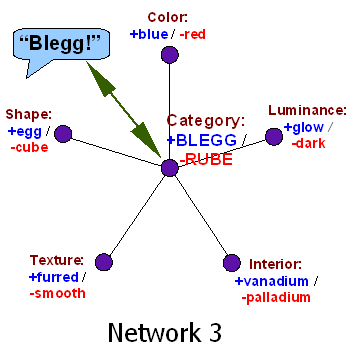 Color:
+blue / -red
“Blegg!”
Category:
+BLEGG /
-RUBE
Shape:
+egg /
-cube
Luminance:
+glow /
-dark
Texture:
+furred /
-smooth
Interior:
+vanadium /
-palladium
Network 3